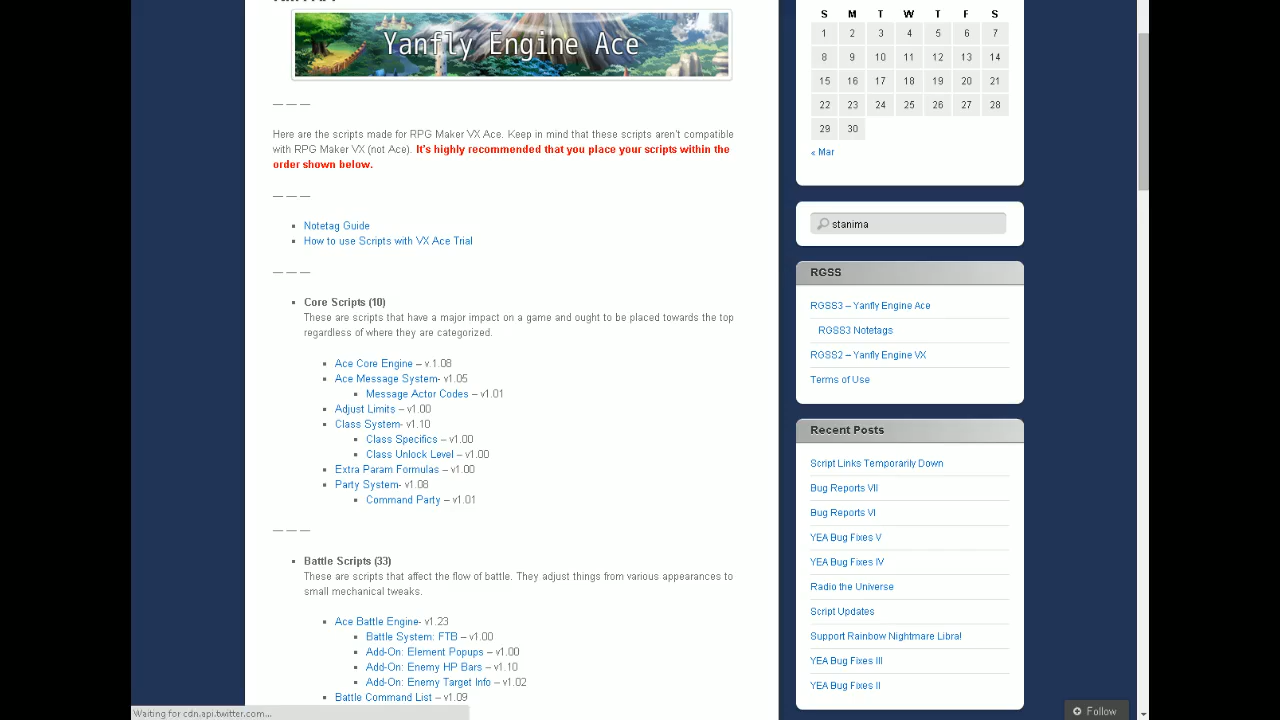 Yanfly Engine Ace
— — —
Here are the scripts made for RPG Maker VX Ace. Keep in mind that these scripts aren't compatible
with RPG Maker VX (not Ace). It's highly recommended that you place your scripts within the
order shown below.
— — —
Notetag Guide
How to use Scripts with VX Ace Trial
— — —
Core Scripts (10)
These are scripts that have a major impact on a game and ought to be placed towards the top
regardless of where they are categorized.
Ace Core Engine – v.1.08
Ace Message System- v1.05
Message Actor Codes – v1.01
Adjust Limits – v1.00
Class System- v1.10
Class Specifics – v1.00
Class Unlock Level – v1.00
Extra Param Formulas – v1.00
Party System- v1.08
Command Party – v1.01
— — —
Battle Scripts (33)
These are scripts that affect the flow of battle. They adjust things from various appearances to
small mechanical tweaks.
Ace Battle Engine- v1.23
Battle System: FTB – v1.00
Add-On: Element Popups – v1.00
Add-On: Enemy HP Bars – v1.10
Add-On: Enemy Target Info – v1.02
Battle Command List – v1.09
Waiting for cdn.api.twitter.com...
S M T W T F S
1 2 3 4 5 6 7
8 9 10 11 12 13 14
15 16 17 18 19 20 21
22 23 24 25 26 27 28
29 30
« Mar
stanima
RGSS
RGSS3 – Yanfly Engine Ace
RGSS3 Notetags
RGSS2 – Yanfly Engine VX
Terms of Use
Recent Posts
Script Links Temporarily Down
Bug Reports VII
Bug Reports VI
YEA Bug Fixes V
YEA Bug Fixes IV
Radio the Universe
Script Updates
Support Rainbow Nightmare Libra!
YEA Bug Fixes III
YEA Bug Fixes II
Follow